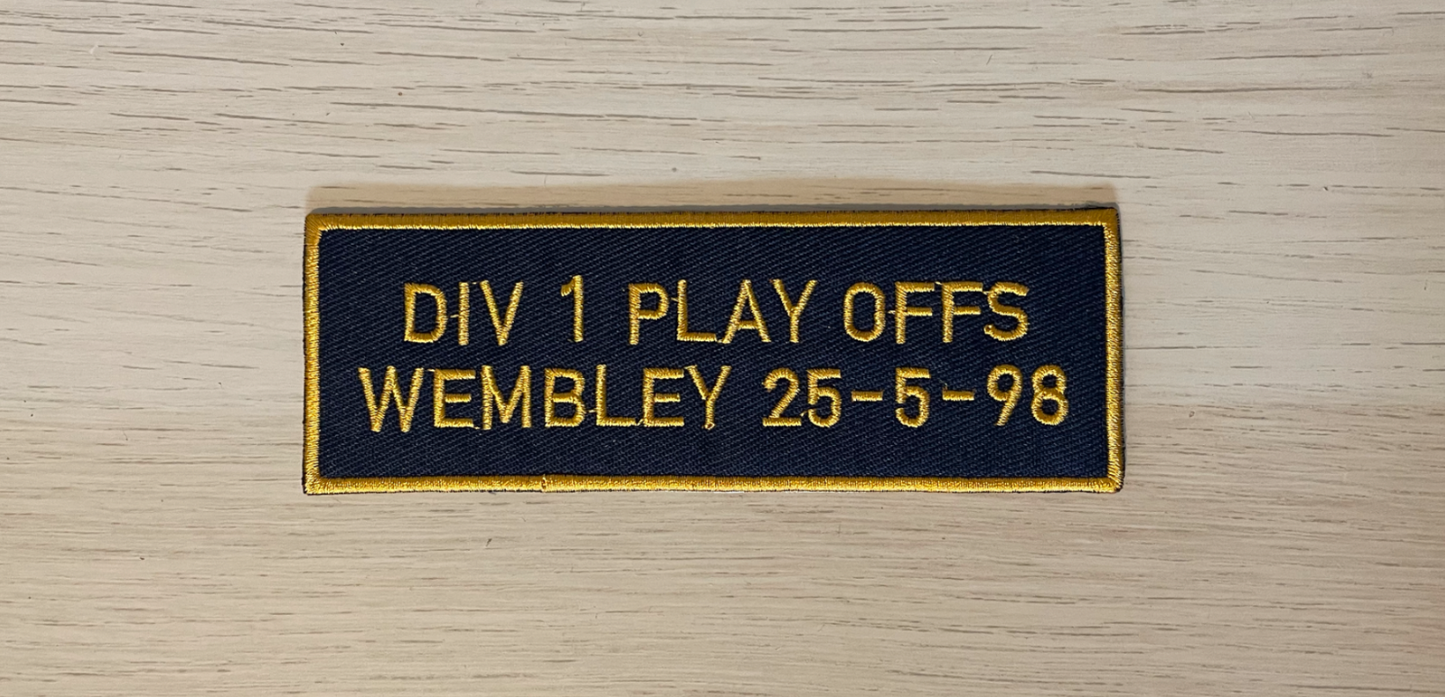 DIV 1 PLAY OFFS
WEMBLEY 25-5-98